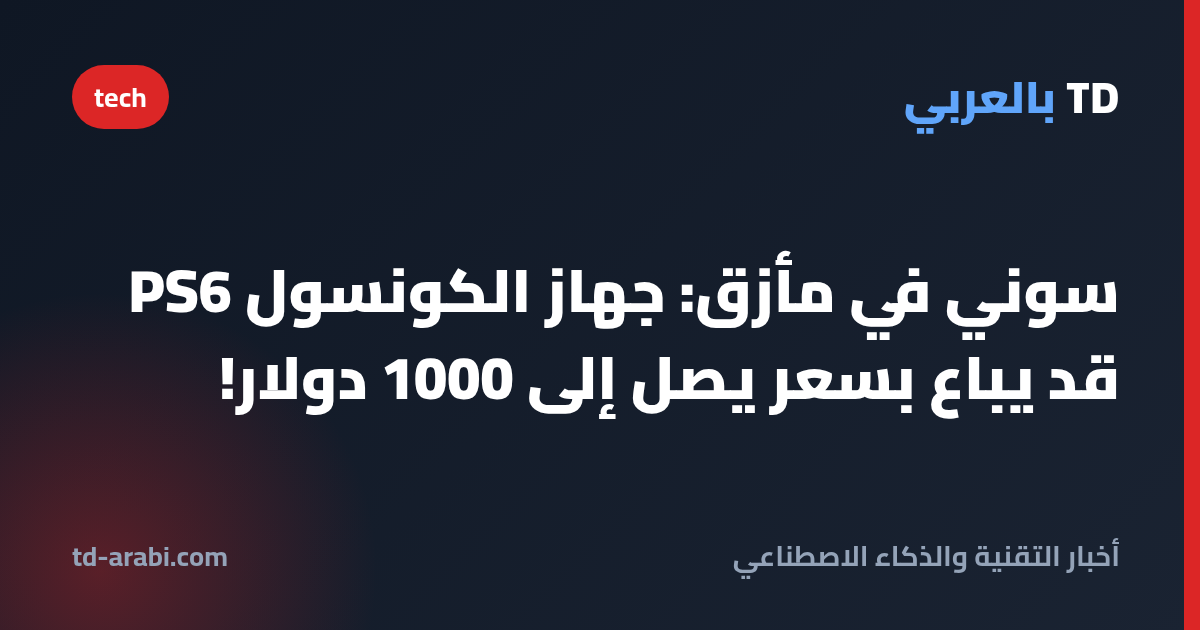 TD بالعربي
tech
سوني في مأزق: جهاز الكونسول PS6
قد يباع بسعر يصل إلى 1000 دولار!
أخبار التقنية والذكاء الاصطناعي
td-arabi.com